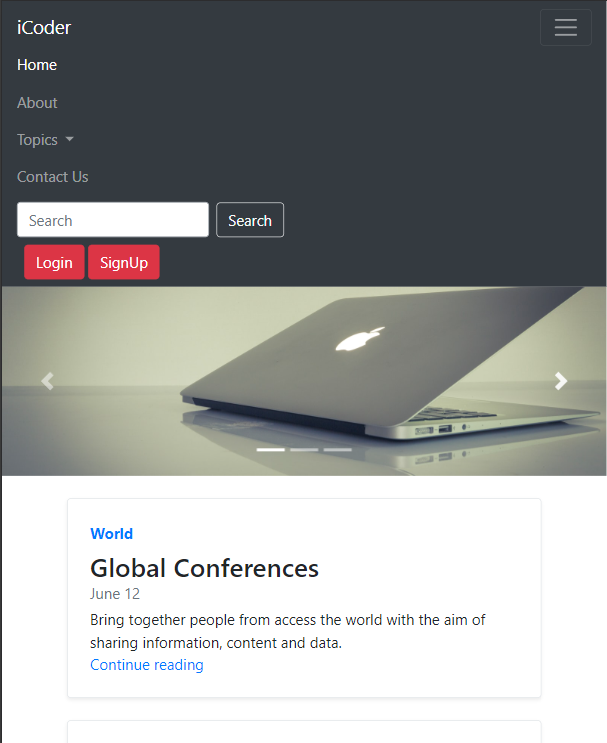 iCoder
Home
About
Topics
Contact Us
Search Search
Login SignUp
World
Global Conferences
June 12
Bring together people from access the world with the aim of
sharing information, content and data.
Continue reading